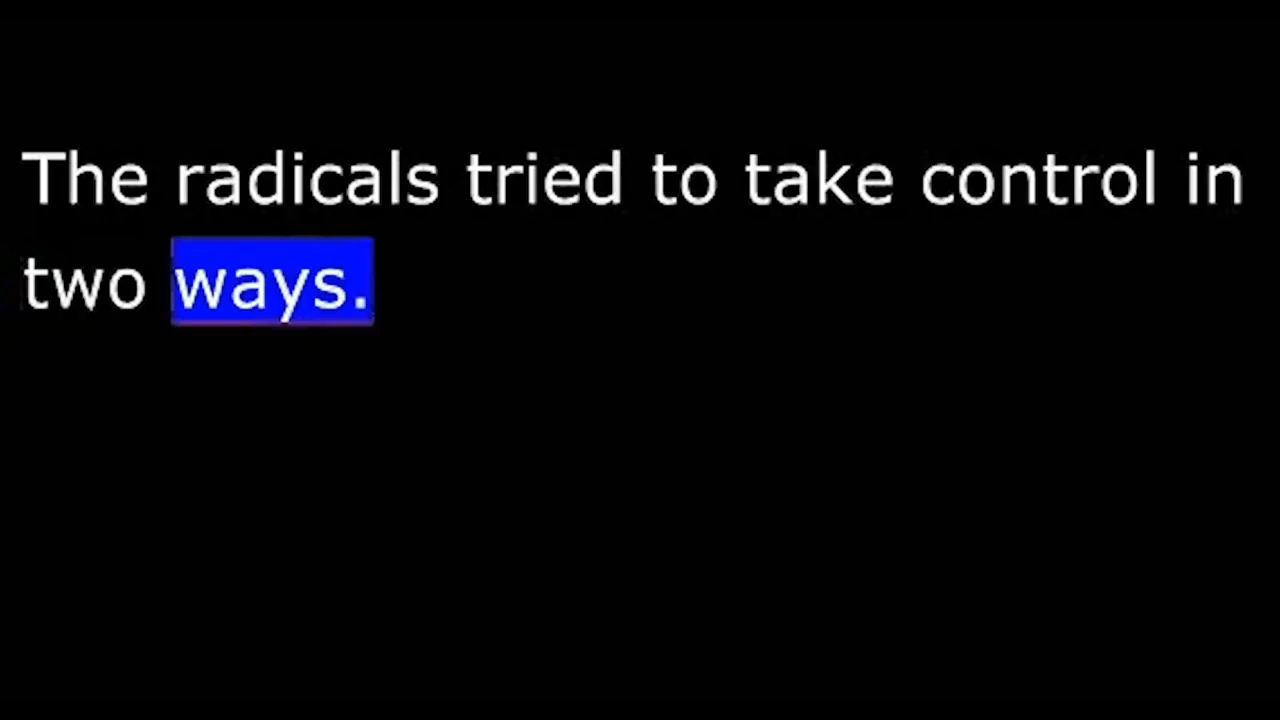 The radicals tried to take control in
two ways.